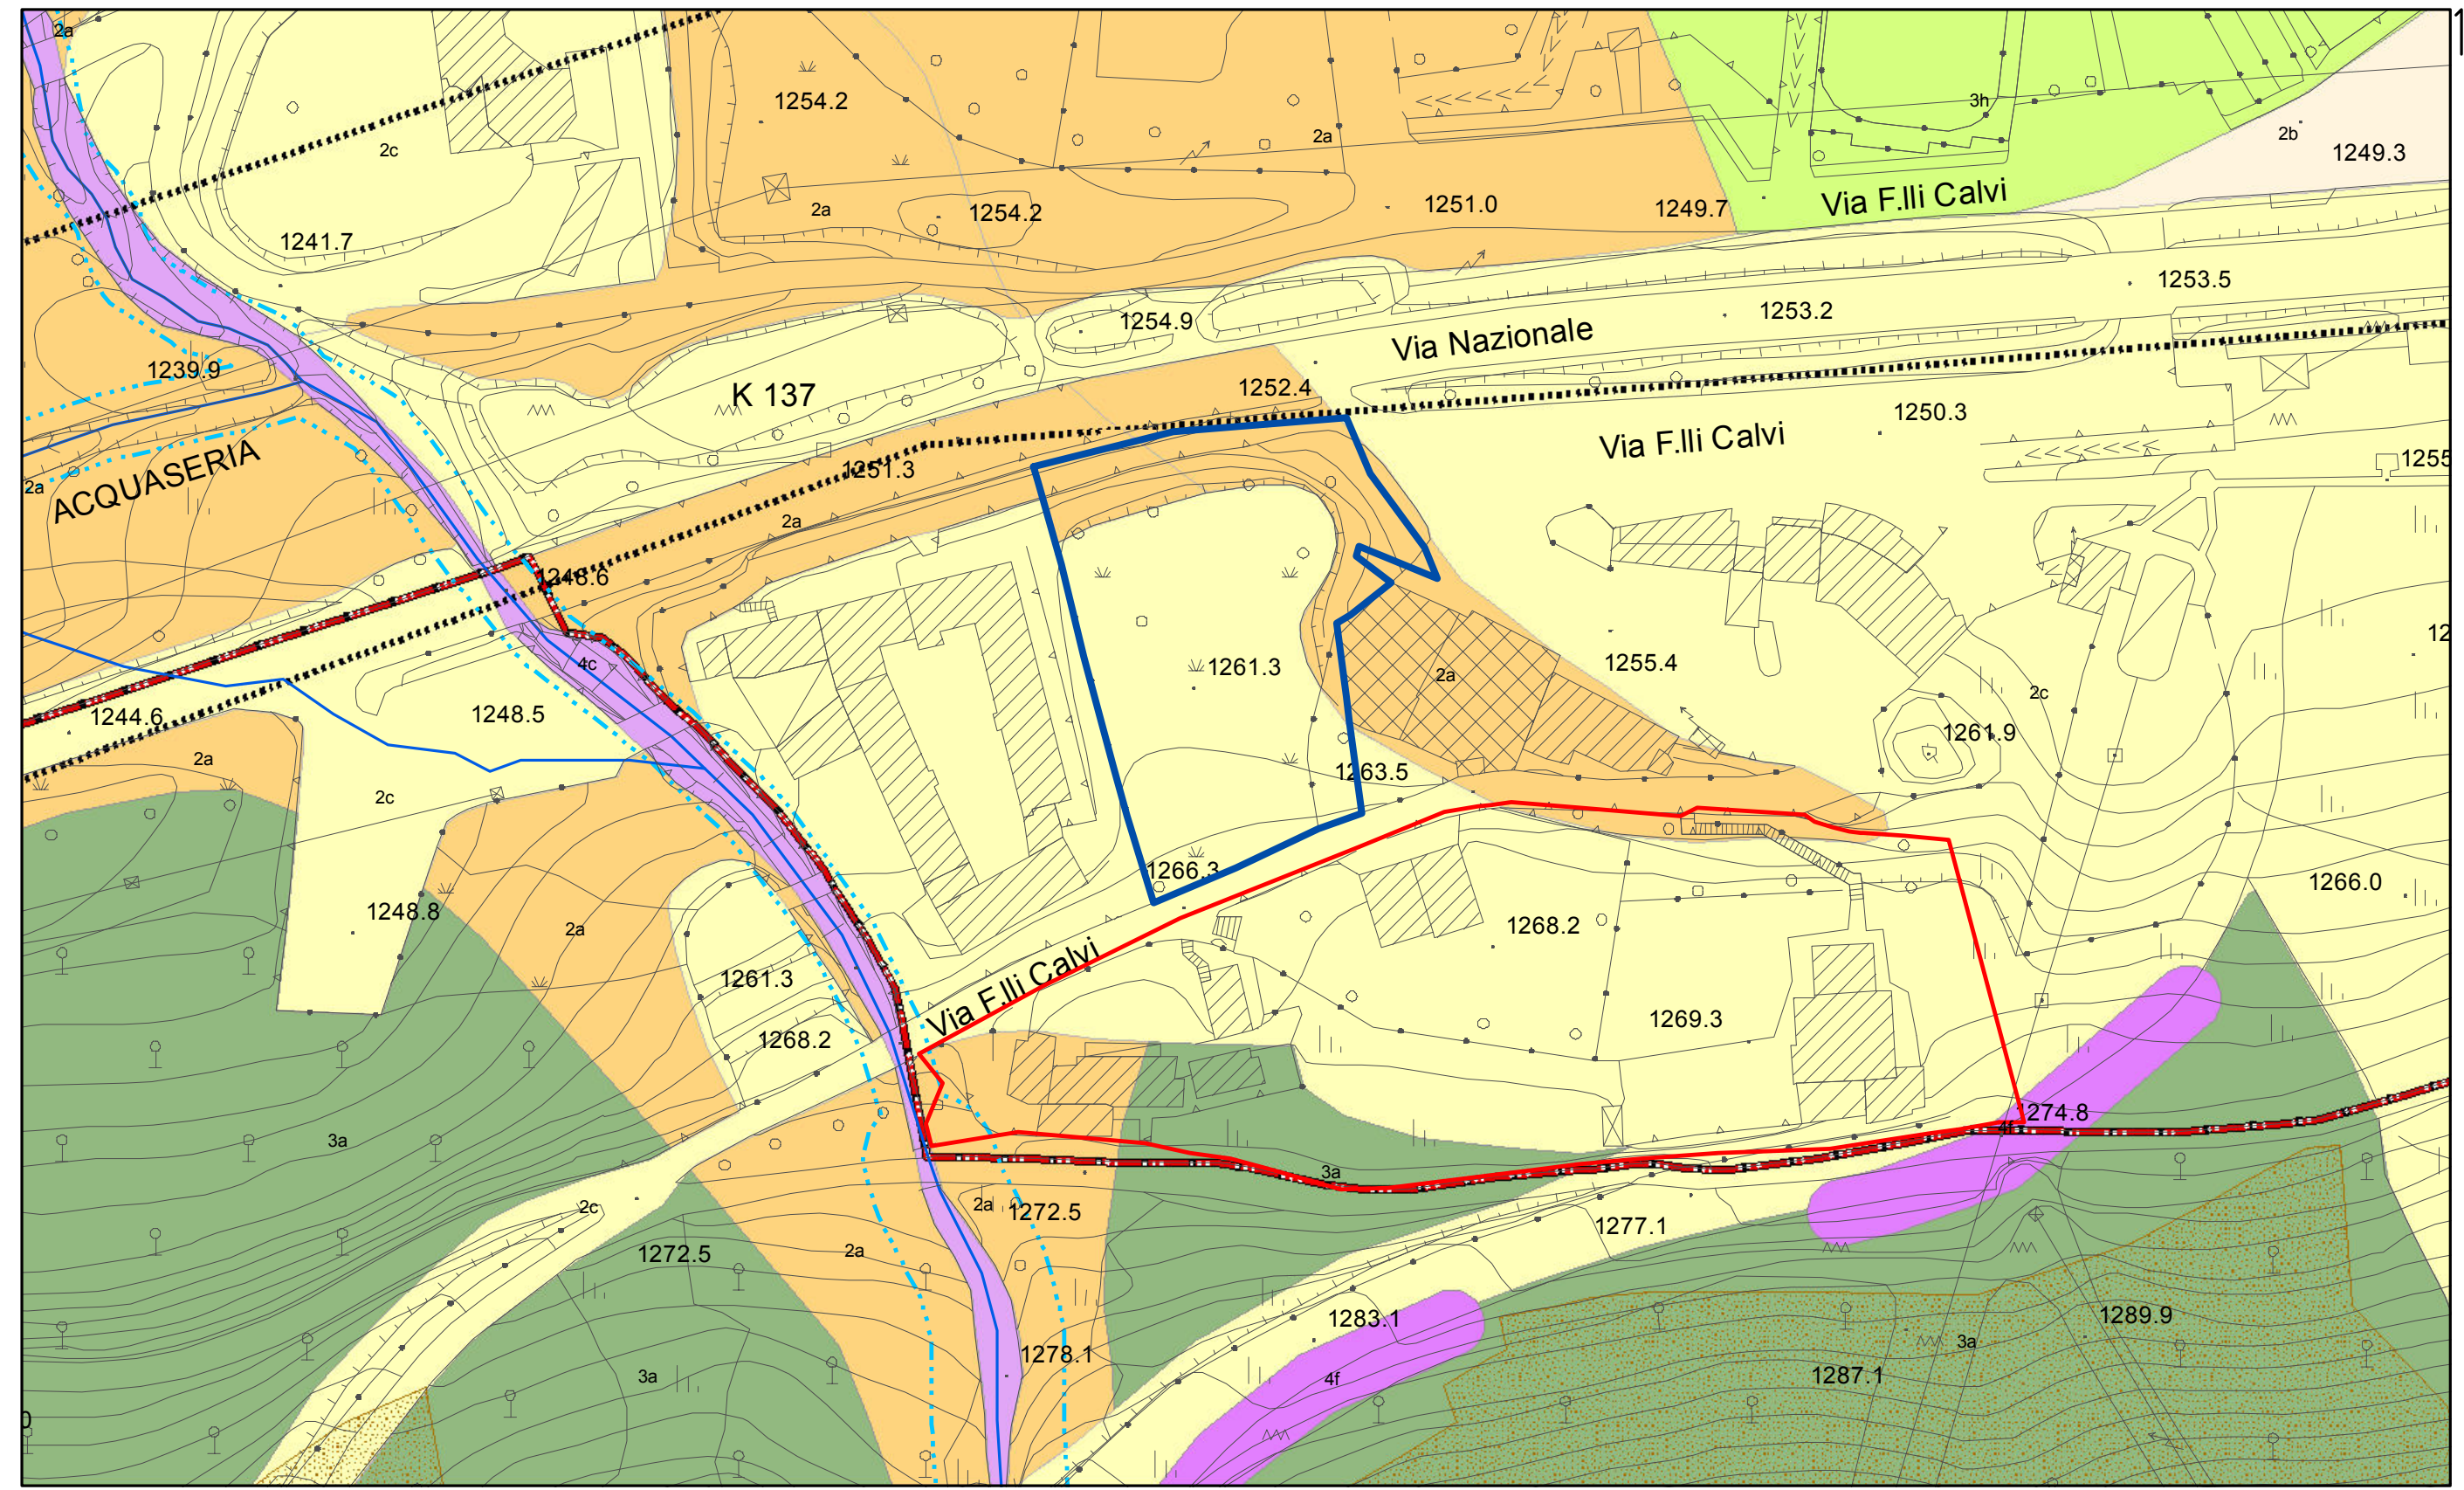 2a
1254.2
2c
2a
3h
2b
1249.3
Via F.lli Calvi
1254.2
2a
1251.0
1249.7
1241.7
1253.5
1253.2
1254.9
Via Nazionale
1239.9
K 137
1252.4
1250.3
Via F.lli Calvi
ACQUASERIA
1251.3
1255
2a
2a
1248.6
4c
1261.3
2a
1255.4
12
2c
1244.6
1248.5
1261.9
2a
1263.5
2c
1266.3
1266.0
1248.8
2a
1268.2
1261.3
Via F.lli Calvi
1269.3
1268.2
1274.8
4f
3a
3a
2c
2a
1272.5
1277.1
1272.5
2a
1283.1
1289.9
1278.1
3a
3a
4f
1287.1
0